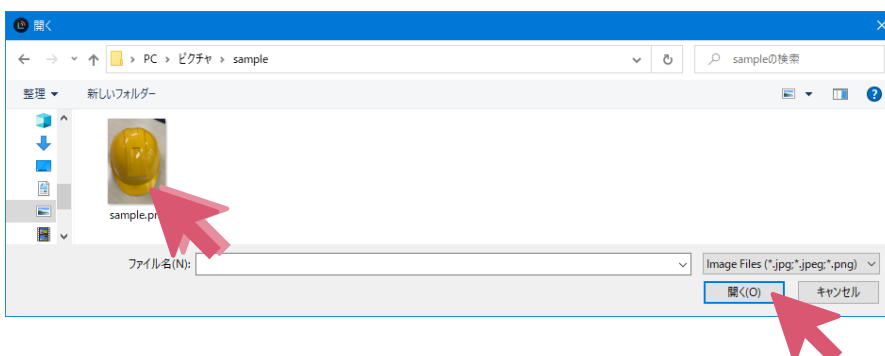 開く
PC › ピクチャ › sample
sampleの検索
整理
新しいフォルダー
sample.pn
ファイル名(N):
Image Files (*.jpg;*.jpeg;*.png)
開く(O)
キャンセル